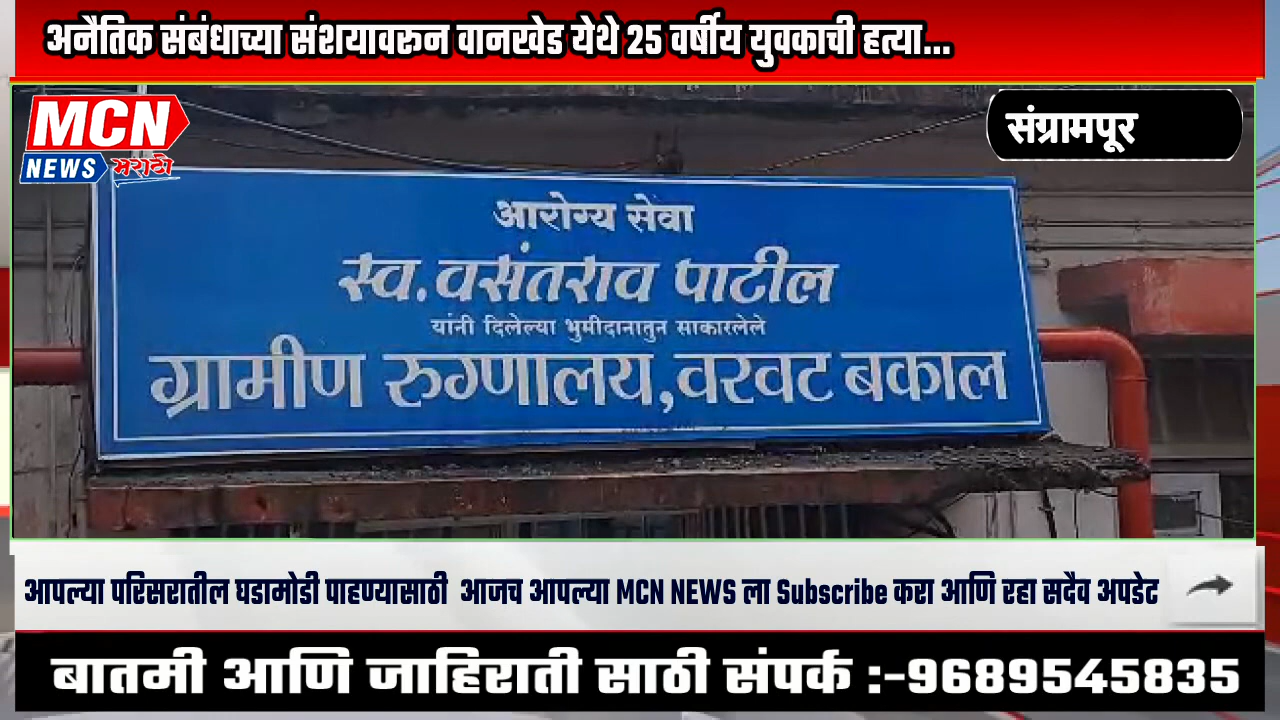 अनैतिक संबंधाच्या संशयावरून वानखेड येथे 25 वर्षीय युवकाची हत्या...
MCN
NEWS मराठी
संग्रामपूर
आरोग्य सेवा
स्व. वसंतराव पाटील
यांनी दिलेल्या भुमीदानातुन साकारलेले
ग्रामीण रुग्णालय, वरवट बकाल
आपल्या परिसरातील घडामोडी पाहण्यासाठी आजच आपल्या MCN NEWS ला Subscribe करा आणि रहा सदैव अपडेट
बातमी आणि जाहिराती साठी संपर्क :-9689545835